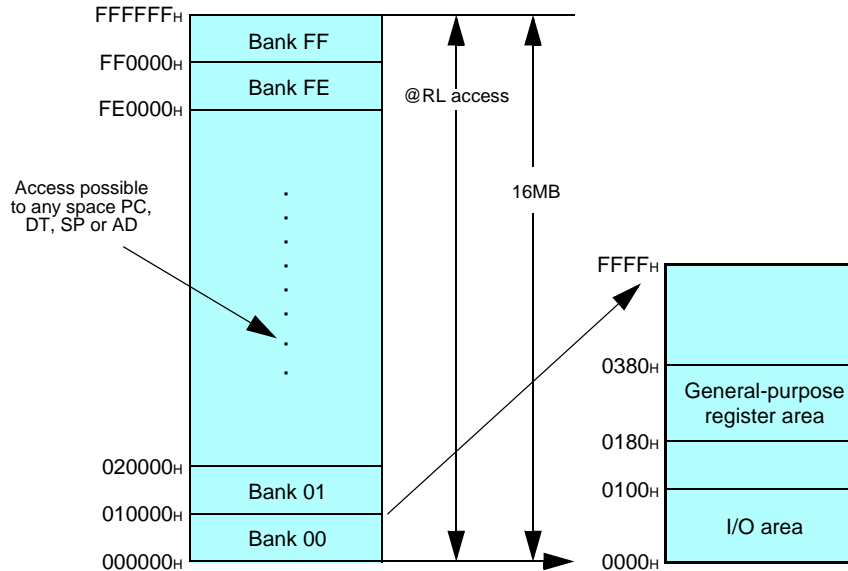 FFFFFFH
Bank FF
FF0000H
Bank FE
FE0000H
@RL access
Access possible
to any space PC,
DT, SP or AD
16MB
020000H
Bank 01
010000H
Bank 00
000000H
FFFFH
0380H
General-purpose
register area
0180H
0100H
I/O area
0000H